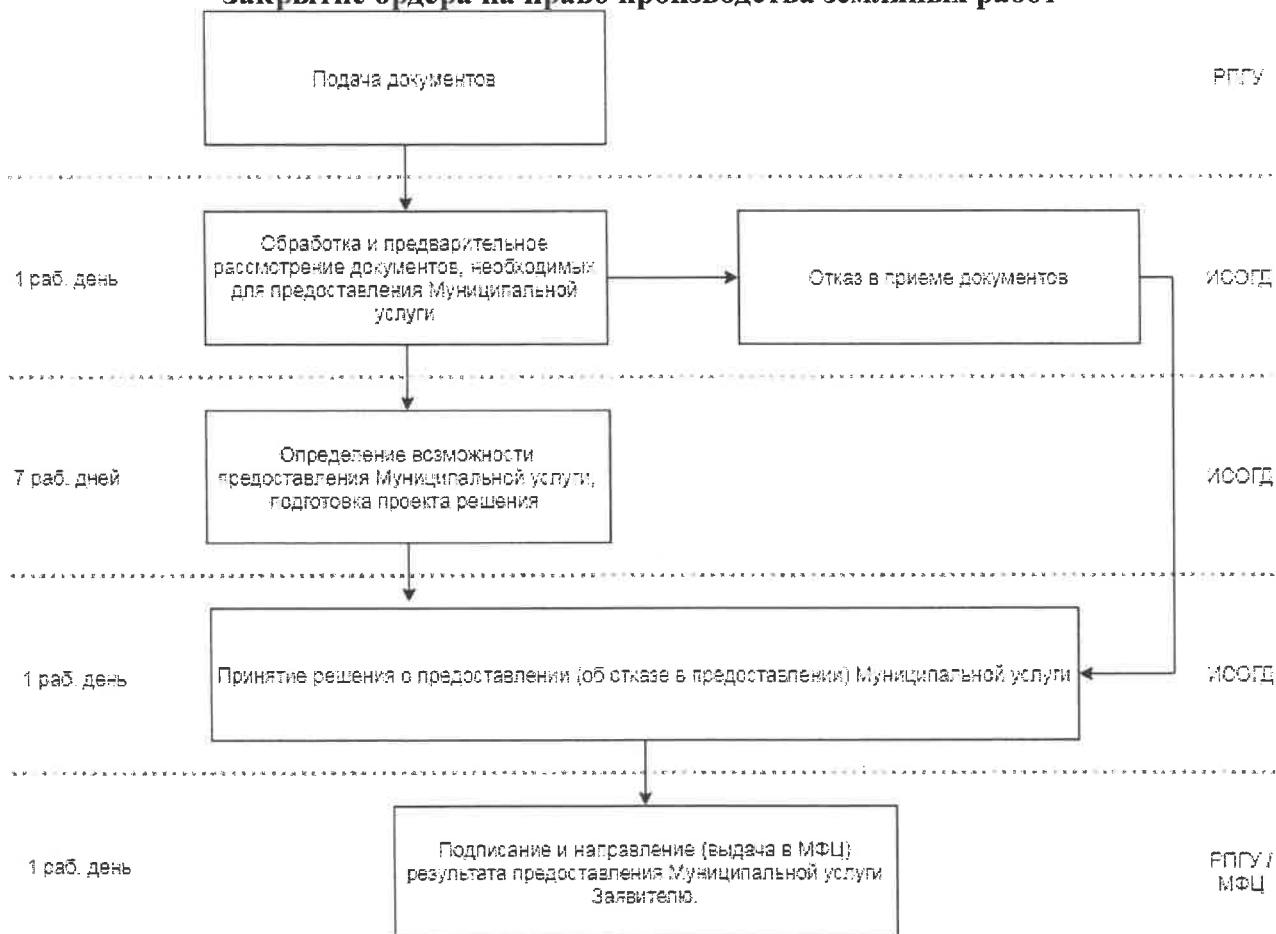 Закрытие ордера на право производства земляных работ
Подача документов
РПГУ
1 раб. день
Обработка и предварительное
рассмотрение документов, необходимых
для предоставления Муниципальной
услуги
Отказ в приеме документов
ИСОГД
7 раб. дней
Определение возможности
предоставления Муниципальной услуги,
подготовка проекта решения
ИСОГД
1 раб. день
Принятие решения о предоставлении (об отказе в предоставлении) Муниципальной услуги
ИСОГД
1 раб. день
Подписание и направление (выдача в МФЦ)
результата предоставления Муниципальной услуги
Заявителю.
РПГУ /
МФЦ